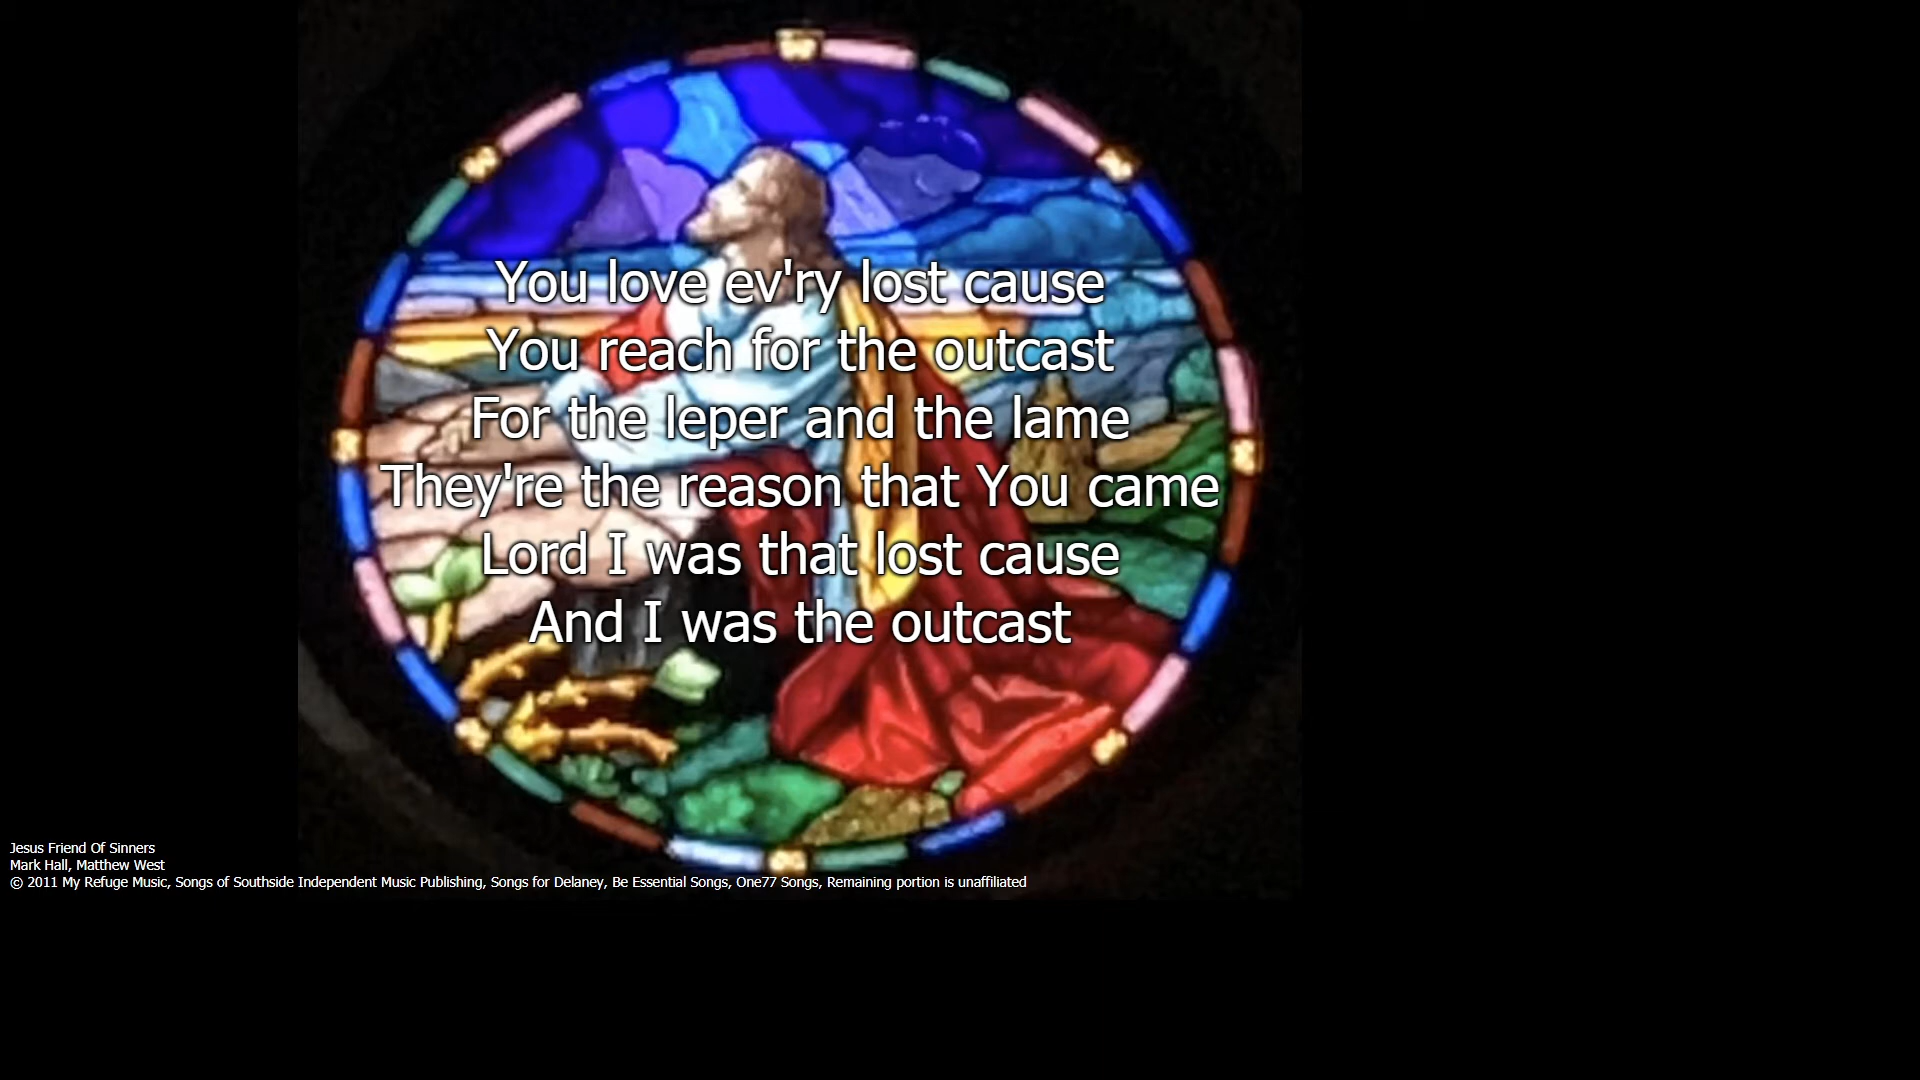 You love ev'ry lost cause
You reach for the outcast
For the leper and the lame
They're the reason that You came
Lord I was that lost cause
And I was the outcast
Jesus Friend Of Sinners
Mark Hall, Matthew West
© 2011 My Refuge Music, Songs of Southside Independent Music Publishing, Songs for Delaney, Be Essential Songs, One77 Songs, Remaining portion is unaffiliated